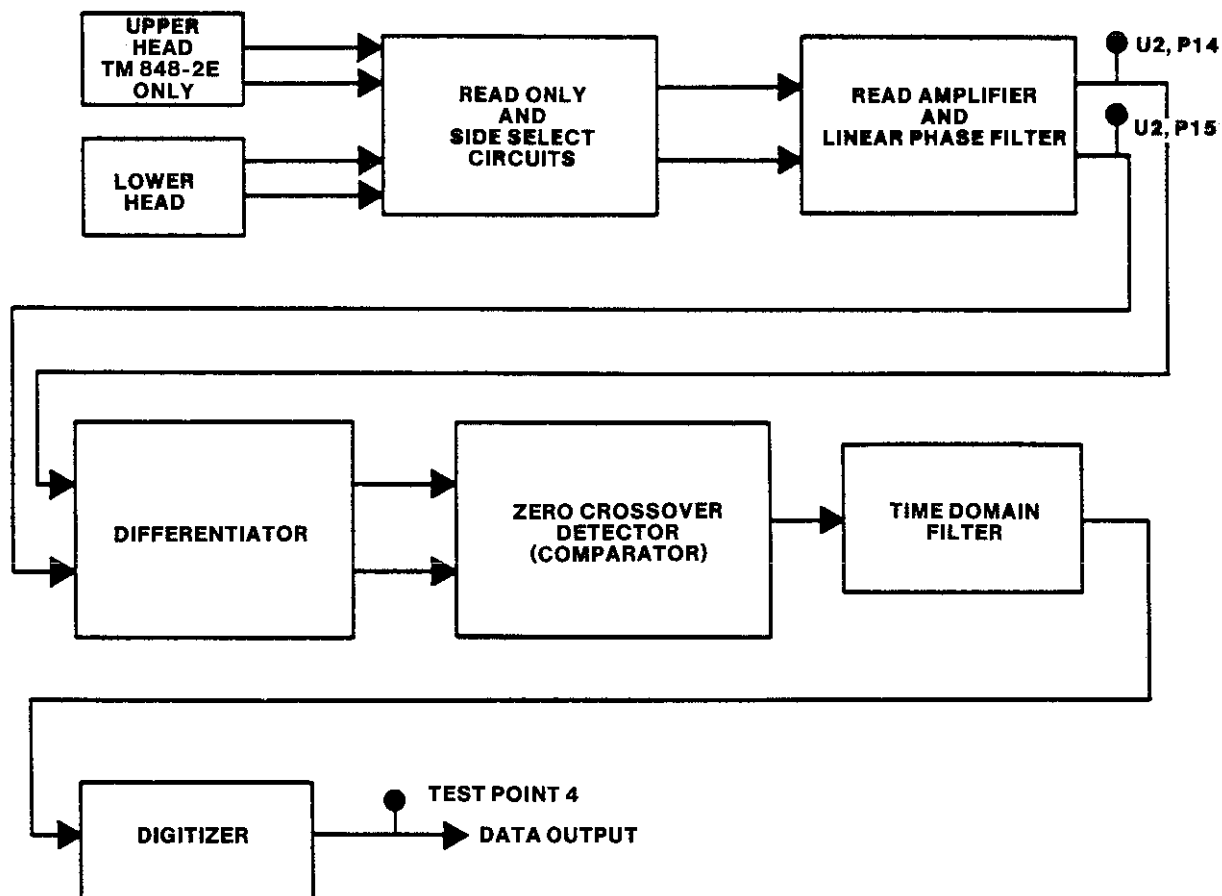 UPPER
HEAD
TM 848-2E
ONLY
LOWER
HEAD
READ ONLY
AND
SIDE SELECT
CIRCUITS
READ AMPLIFIER
AND
LINEAR PHASE FILTER
U2, P14
U2, P15
DIFFERENTIATOR
ZERO CROSSOVER
DETECTOR
(COMPARATOR)
TIME DOMAIN
FILTER
DIGITIZER
TEST POINT 4
DATA OUTPUT